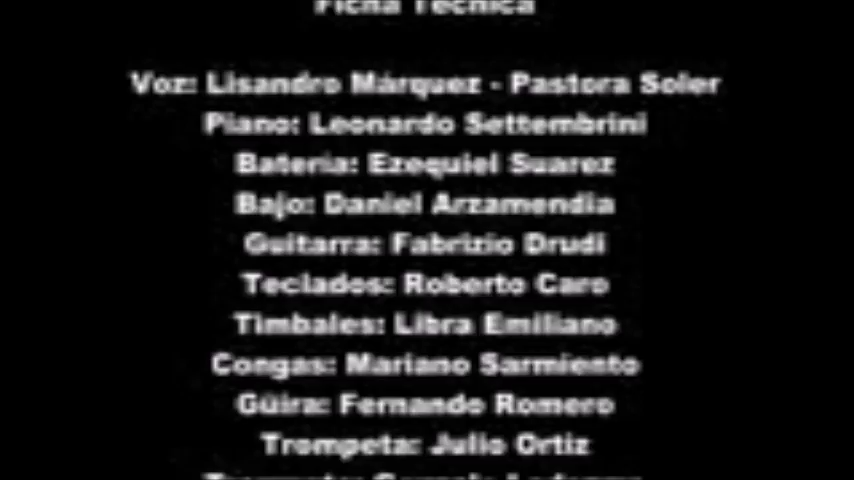 Ficha Técnica
Voz: Lisandro Márquez - Pastora Soler
Piano: Leonardo Settembrini
Bateria: Ezequiel Suarez
Bajo: Daniel Arzamendia
Guitarra: Fabrizio Drudi
Teclados: Roberto Caro
Timbales: Libra Emiliano
Congas: Mariano Sarmiento
Güira: Fernando Romero
Trompeta: Julio Ortiz